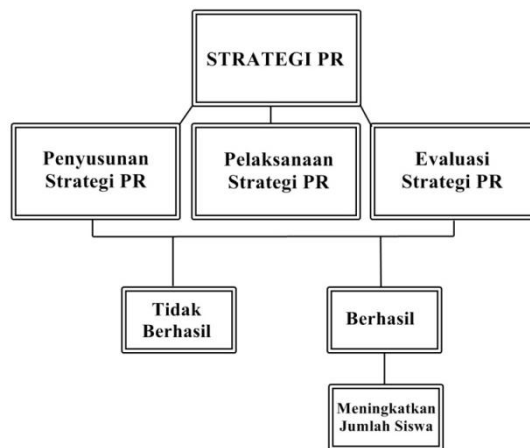 STRATEGI PR
Penyusunan
Strategi PR
Pelaksanaan
Strategi PR
Evaluasi
Strategi PR
Tidak
Berhasil
Berhasil
Meningkatkan
Jumlah Siswa